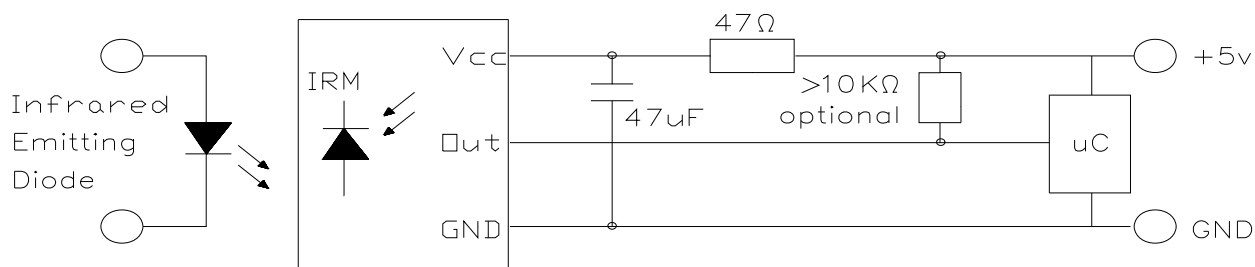 Infrared
Emitting
Diode
IRM
Vcc
Out
GND
47Ω
47uF
>10KΩ
optional
uC
+5v
GND